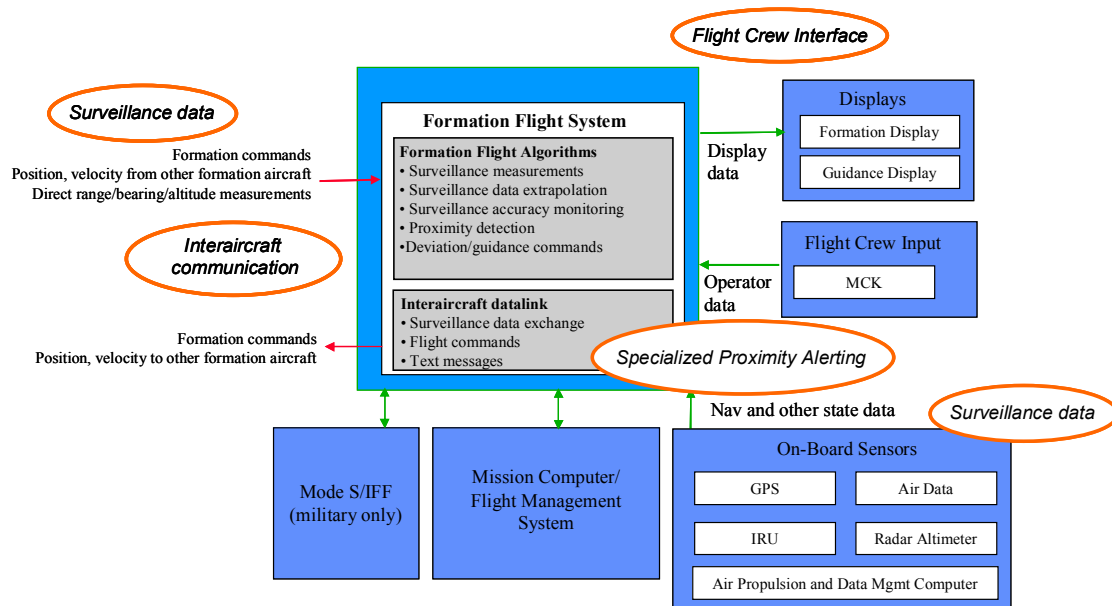 Flight Crew Interface
Surveillance data
Formation commands
Position, velocity from other formation aircraft
Direct range/bearing/altitude measurements
Interaircraft
communication
Formation commands
Position, velocity to other formation aircraft
Formation Flight System
Formation Flight Algorithms
• Surveillance measurements
• Surveillance data extrapolation
• Surveillance accuracy monitoring
• Proximity detection
•Deviation/guidance commands
Interaircraft datalink
• Surveillance data exchange
• Flight commands
• Text messages
Specialized Proximity Alerting
Display
data
Displays
Formation Display
Guidance Display
Operator
data
Flight Crew Input
MCK
Nav and other state data
Surveillance data
Mode S/IFF
(military only)
Mission Computer/
Flight Management
System
On-Board Sensors
GPS
Air Data
IRU
Radar Altimeter
Air Propulsion and Data Mgmt Computer